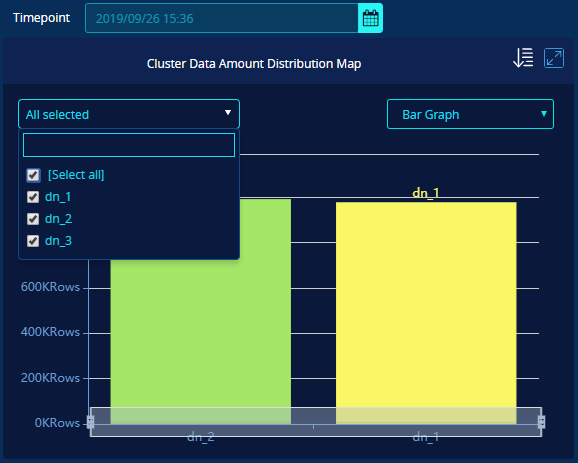 Timepoint 2019/09/26 15:36
Cluster Data Amount Distribution Map
All selected
Bar Graph
[Select all]
dn_1
dn_2
dn_3
dn_1
600KRows
400KRows
200KRows
0KRows
dn_2 dn_1